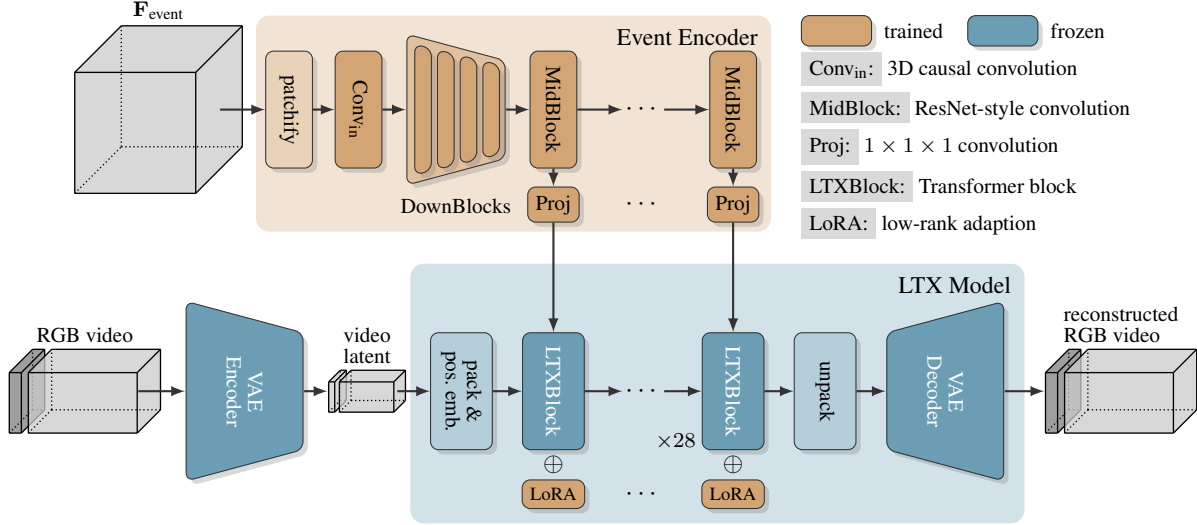 F_event
Event Encoder
patchify
Conv_in
MidBlock
· · ·
MidBlock
DownBlocks
Proj
· · ·
Proj
trained
frozen
Conv_in: 3D causal convolution
MidBlock: ResNet-style convolution
Proj: 1 × 1 × 1 convolution
LTXBlock: Transformer block
LoRA: low-rank adaption
LTX Model
RGB video
VAE
Encoder
video
latent
pack &
pos. emb.
LTXBlock
· · ·
LTXBlock
×28
unpack
VAE
Decoder
reconstructed
RGB video
⊕
⊕
LoRA
· · ·
LoRA